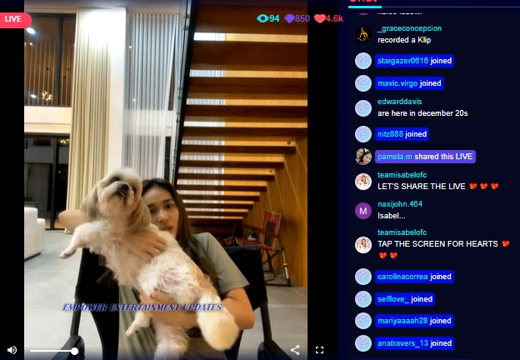 LIVE
94 850 4.6k
Chat
_graceconcepcion
recorded a Klip
stargazer0616 joined
mavic.virgo joined
edwarddavis
are here in december 20s
nitz888 joined
pamela.m shared this LIVE
teamisabelofc
LET'S SHARE THE LIVE
M
naxijohn.464
Isabel...
teamisabelofc
TAP THE SCREEN FOR HEARTS
carolinacorrea joined
selflove_ joined
mariyaaaah28 joined
anatravers_13 joined
EMPOWER ENTERTAINMENT UPDATES